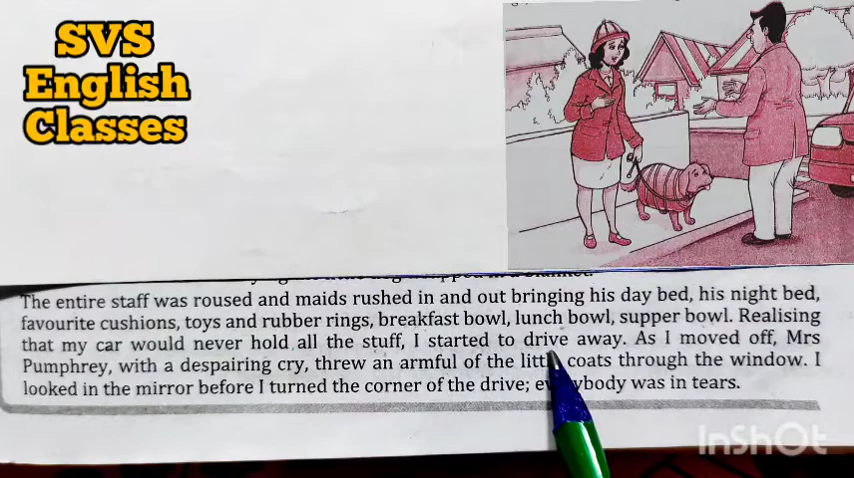 SVS
English
Classes
The entire staff was roused and maids rushed in and out bringing his day bed, his night bed,
favourite cushions, toys and rubber rings, breakfast bowl, lunch bowl, supper bowl. Realising
that my car would never hold all the stuff, I started to drive away. As I moved off, Mrs
Pumphrey, with a despairing cry, threw an armful of the little coats through the window. I
looked in the mirror before I turned the corner of the drive; everybody was in tears.
InShOt